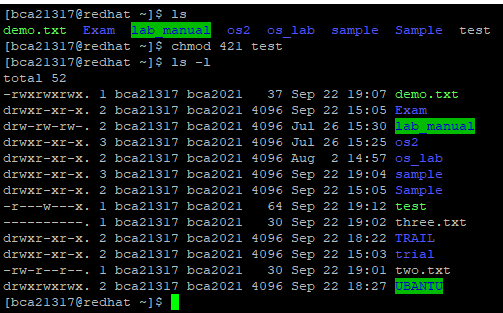 [bca21317@redhat ~]$ ls
demo.txt Exam lab_manual os2 os_lab sample Sample test
[bca21317@redhat ~]$ chmod 421 test
[bca21317@redhat ~]$ ls -l
total 52
-rwxrwxrwx. 1 bca21317 bca2021 37 Sep 22 19:07 demo.txt
drwxr-xr-x. 2 bca21317 bca2021 4096 Sep 22 15:05 Exam
drw-rw-rw-. 2 bca21317 bca2021 4096 Jul 26 15:30 lab_manual
drwxr-xr-x. 3 bca21317 bca2021 4096 Jul 26 15:25 os2
drwxr-xr-x. 2 bca21317 bca2021 4096 Aug 2 14:57 os_lab
drwxr-xr-x. 3 bca21317 bca2021 4096 Sep 22 19:04 sample
drwxr-xr-x. 2 bca21317 bca2021 4096 Sep 22 15:05 Sample
-r---w---x. 1 bca21317 bca2021 64 Sep 22 19:12 test
----------. 1 bca21317 bca2021 30 Sep 22 19:02 three.txt
drwxr-xr-x. 2 bca21317 bca2021 4096 Sep 22 18:22 TRAIL
drwxr-xr-x. 2 bca21317 bca2021 4096 Sep 22 15:03 trial
-rw-r--r--. 1 bca21317 bca2021 30 Sep 22 19:01 two.txt
drwxrwxrwx. 2 bca21317 bca2021 4096 Sep 22 18:27 UBANTU
[bca21317@redhat ~]$